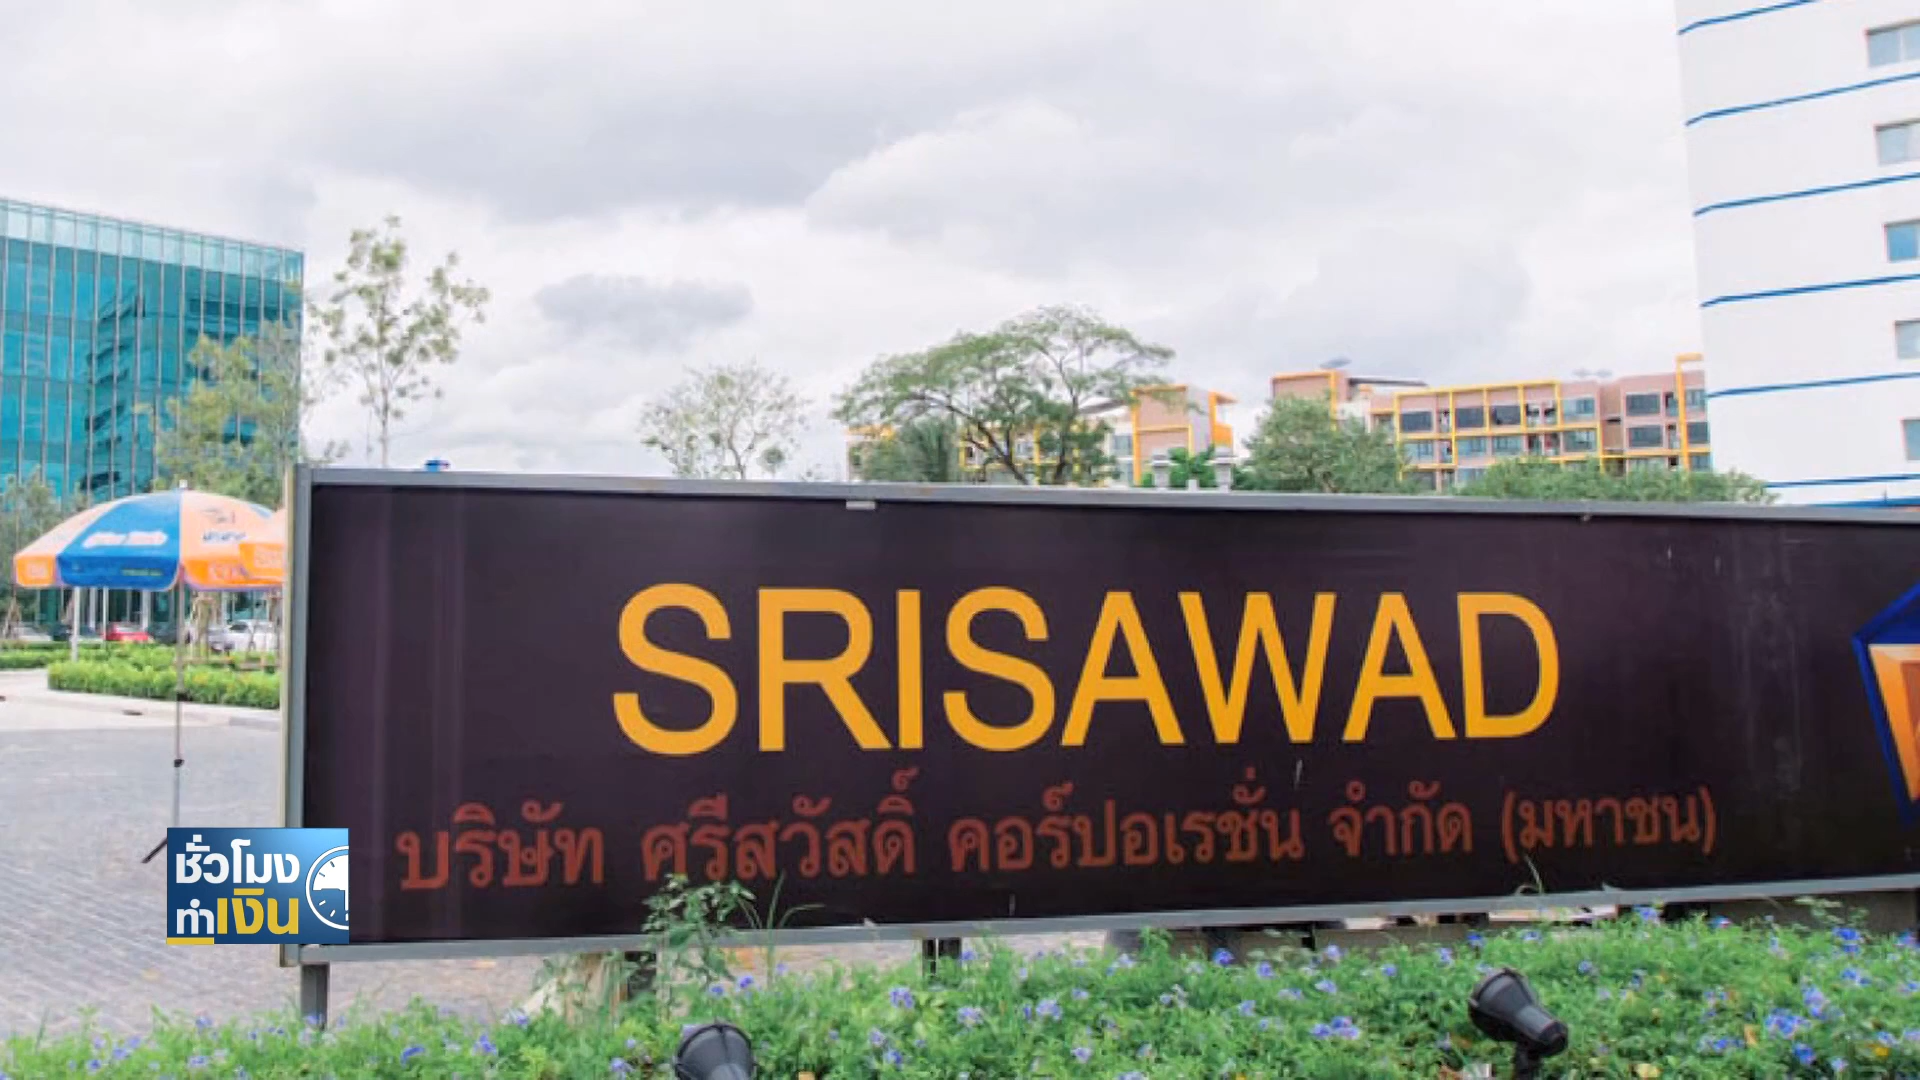 SRISAWAD
บริษัท ศรีสวัสดิ์ คอร์ปอเรชั่น จำกัด (มหาชน)
ชั่วโมง
ทำเงิน